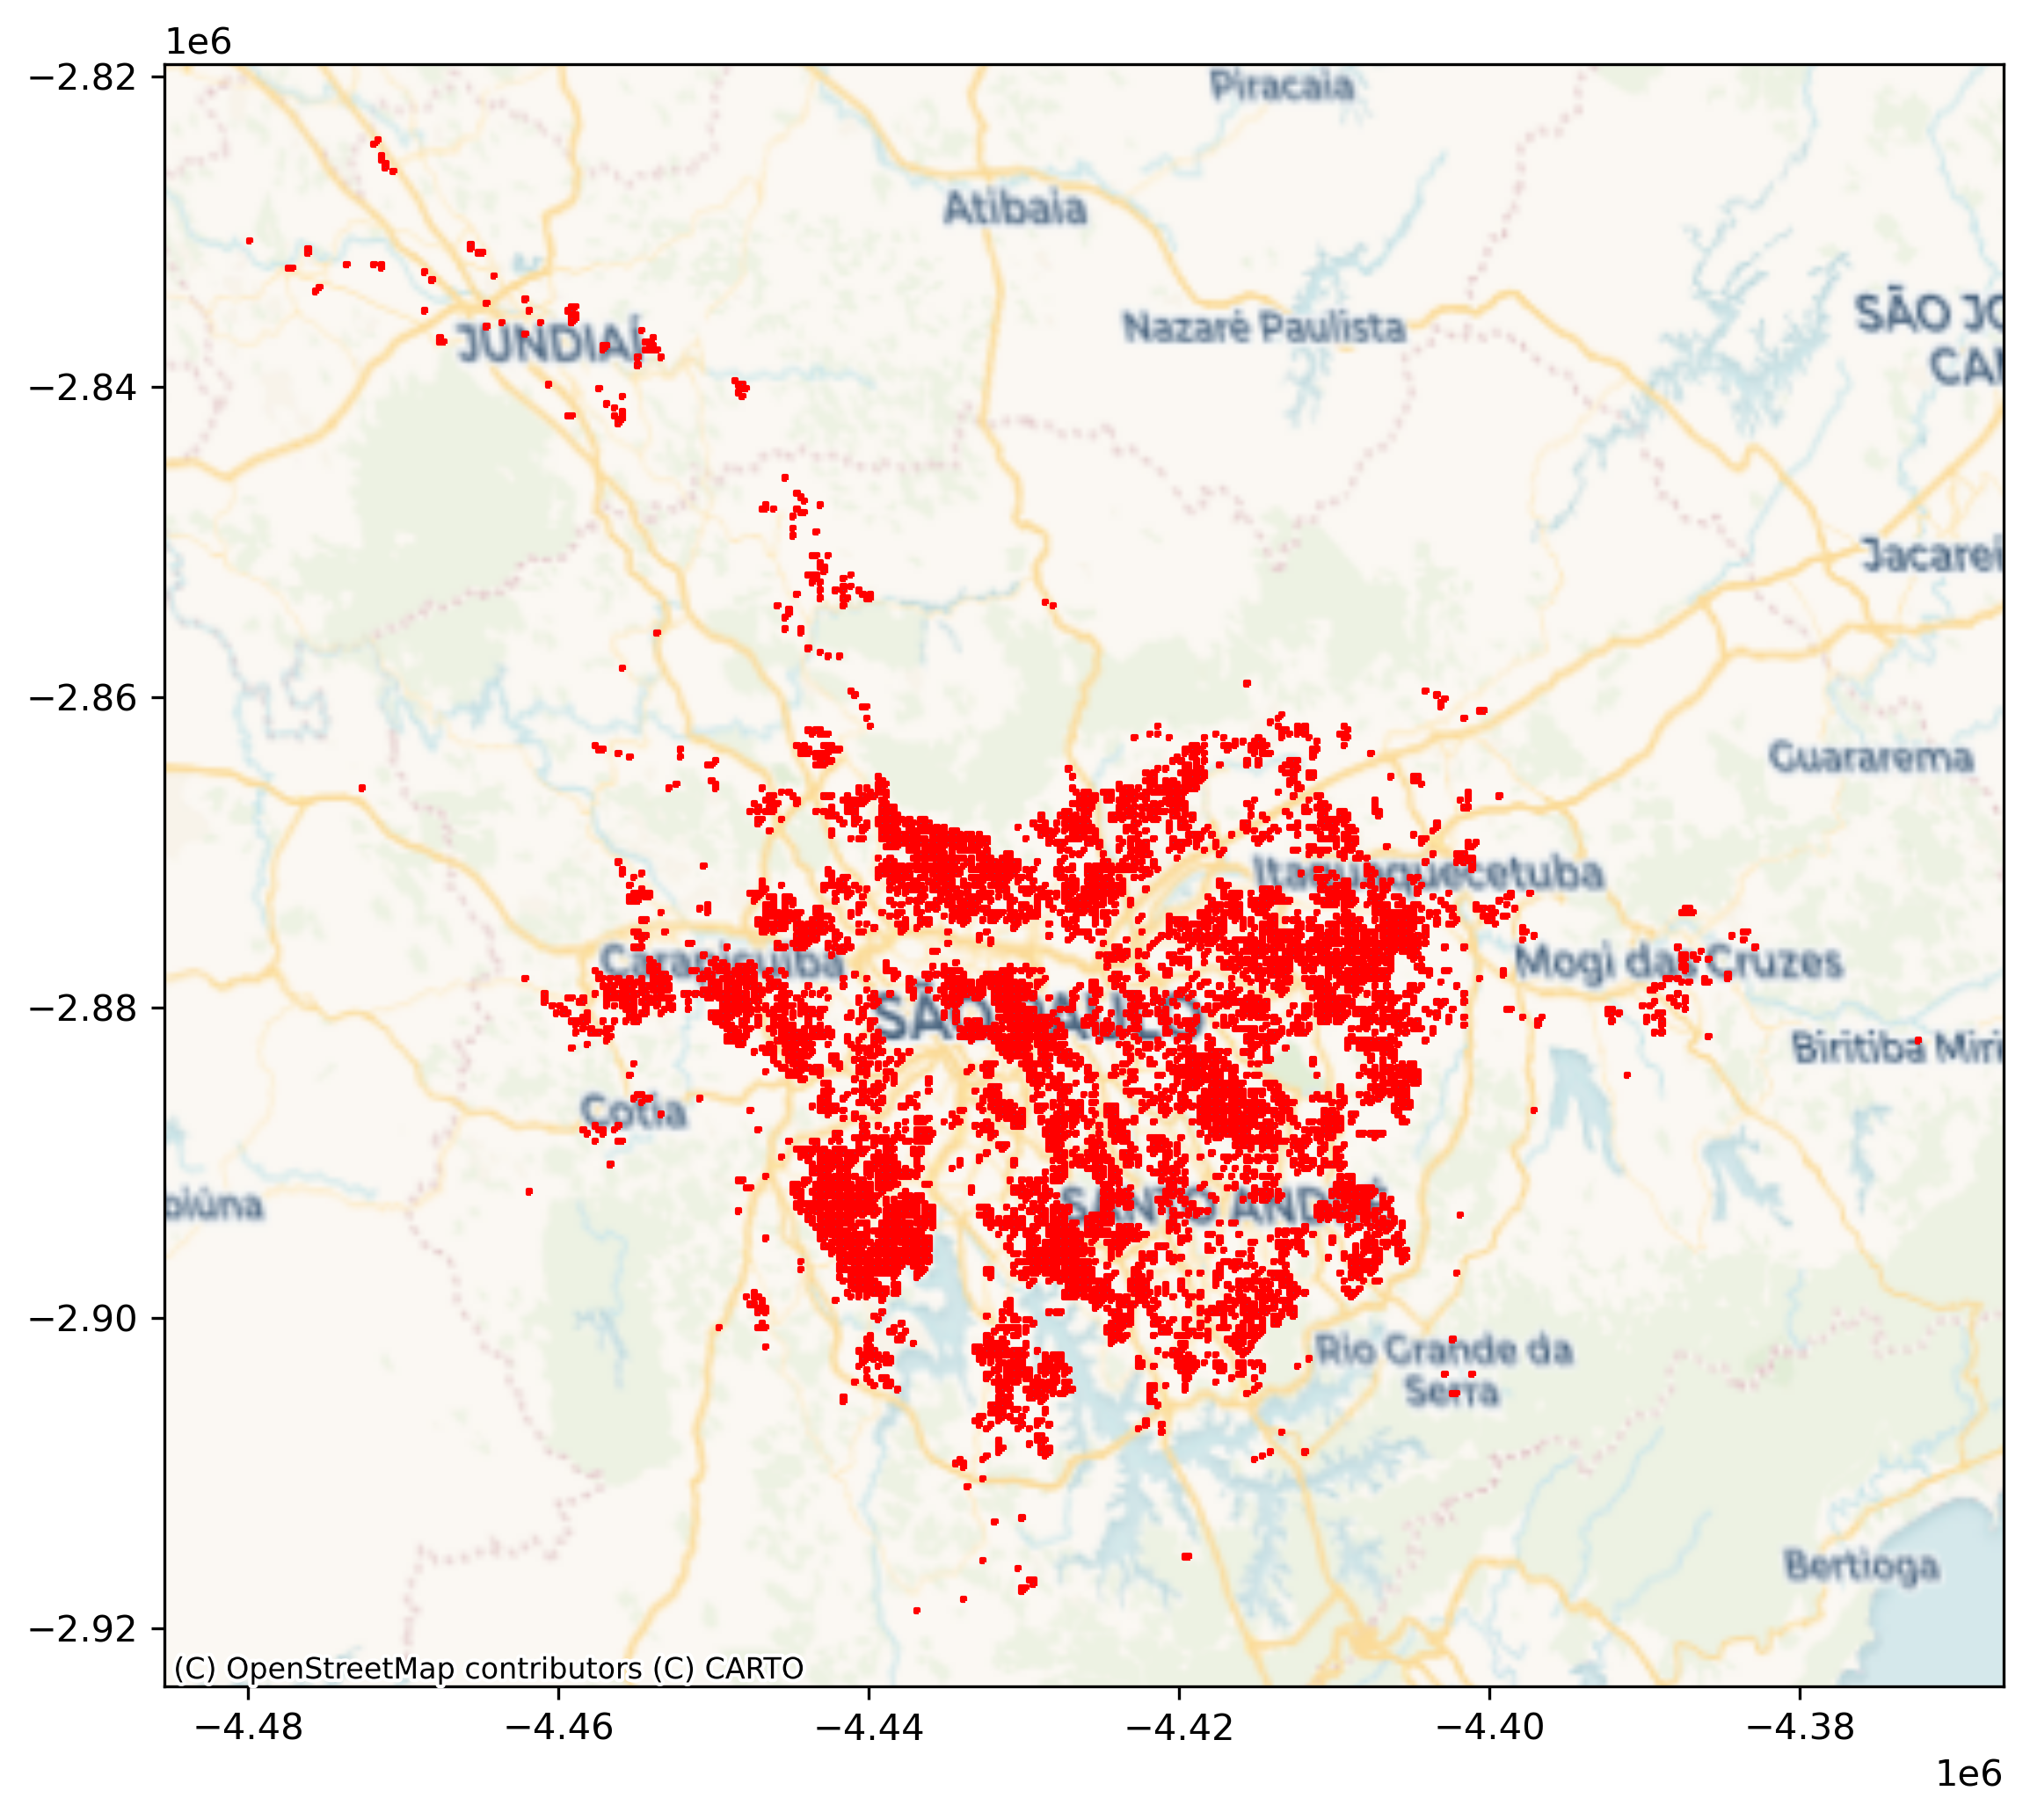 1e6
−2.82
Piracaia
Atibaia
Nazaré Paulista
SÃO JO
CAM
JUNDIAÍ
−2.84
Jacareí
−2.86
Guararema
Itaquaquecetuba
Carapicuíba
Mogi das Cruzes
−2.88
SÃO PAULO
Biritiba Miri
Cotia
biúna
SANTO ANDRÉ
−2.90
Rio Grande da
Serra
Bertioga
−2.92
(C) OpenStreetMap contributors (C) CARTO
−4.48
−4.46
−4.44
−4.42
−4.40
−4.38
1e6